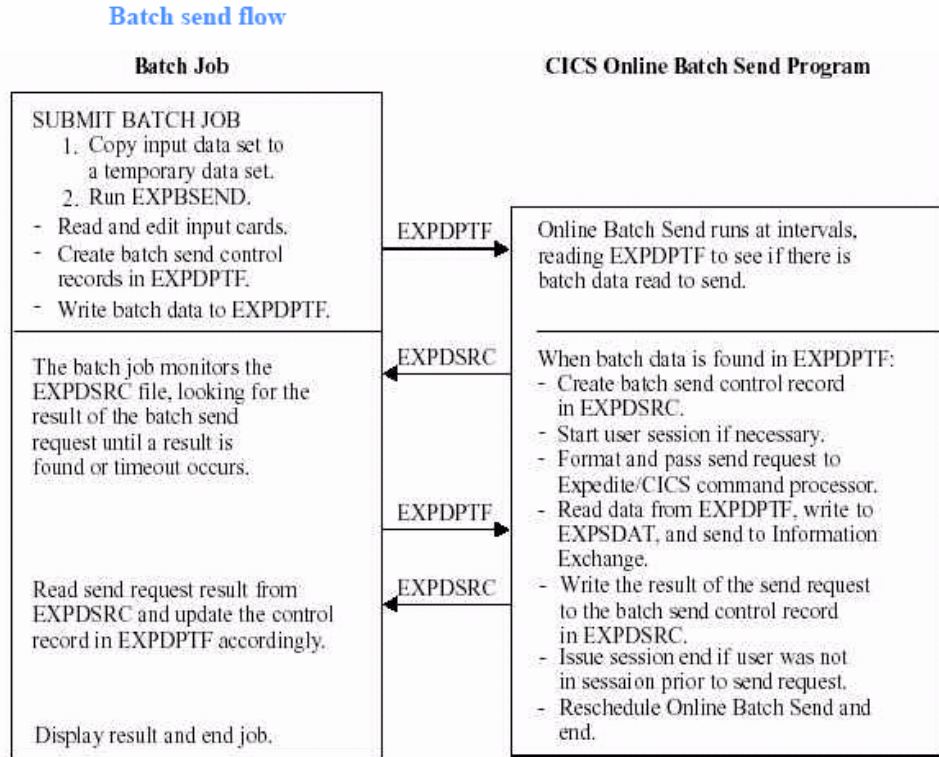 Batch send flow
Batch Job
CICS Online Batch Send Program
SUBMIT BATCH JOB
1. Copy input data set to
a temporary data set.
2. Run EXPBSEND.
- Read and edit input cards.
- Create batch send control
records in EXPDPTF.
- Write batch data to EXPDPTF.
EXPDPTF
Online Batch Send runs at intervals,
reading EXPDPTF to see if there is
batch data read to send.
The batch job monitors the
EXPDSRC file, looking for the
result of the batch send
request until a result is
found or timeout occurs.
EXPDSRC
When batch data is found in EXPDPTF:
- Create batch send control record
in EXPDSRC.
- Start user session if necessary.
- Format and pass send request to
Expedite/CICS command processor.
EXPDPTF
- Read data from EXPDPTF, write to
EXPSDAT, and send to Information
Exchange.
Read send request result from
EXPDSRC and update the control
record in EXPDPTF accordingly.
EXPDSRC
- Write the result of the send request
to the batch send control record
in EXPDSRC.
- Issue session end if user was not
in sessaion prior to send request.
- Reschedule Online Batch Send and
end.
Display result and end job.